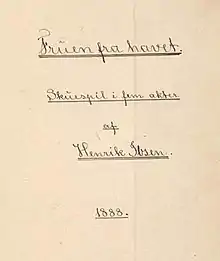 Fruen fra havet.
Skuespil i fem akter
af
Henrik Ibsen.
1888.